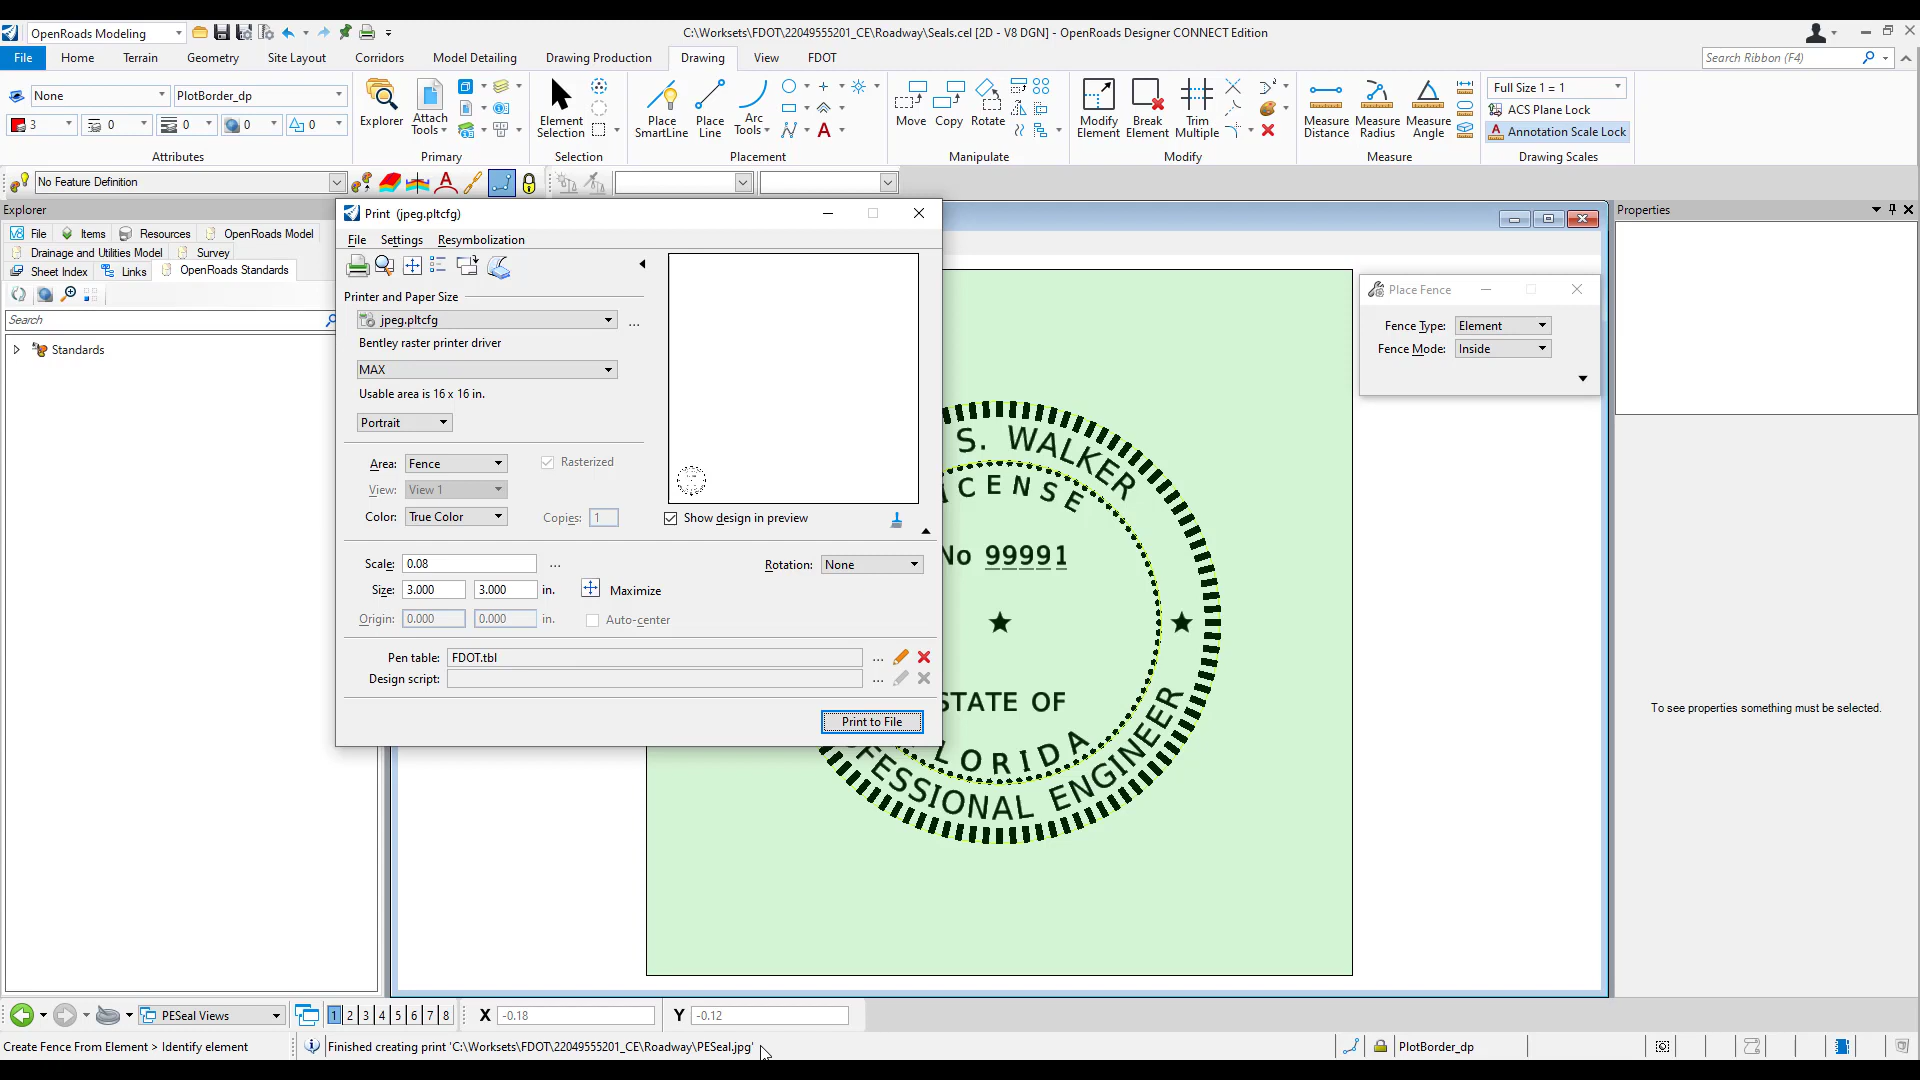 OpenRoads Modeling
C:\Worksets\FDOT\22049555201_CE\Roadway\Seals.cel [2D - V8 DGN] - OpenRoads Designer CONNECT Edition
File Home Terrain Geometry Site Layout Corridors Model Detailing Drawing Production Drawing View FDOT
Search Ribbon (F4)
None PlotBorder_dp
3 0 0 0 0
Attributes
Explorer
Attach Tools
Primary
Element Selection
Selection
Place SmartLine
Place Line
Arc Tools
Placement
Move Copy Rotate
Manipulate
Modify Element
Break Element
Trim Multiple
Modify
Measure Distance
Measure Radius
Measure Angle
Measure
Full Size 1 = 1
ACS Plane Lock
Annotation Scale Lock
Drawing Scales
No Feature Definition
Explorer
File Items Resources OpenRoads Model
Drainage and Utilities Model Survey
Sheet Index Links OpenRoads Standards
Search
Standards
Print (jpeg.pltcfg)
File Settings Resymbolization
Printer and Paper Size
jpeg.pltcfg
...
Bentley raster printer driver
MAX
Usable area is 16 x 16 in.
Portrait
Area: Fence
Rasterized
View: View 1
Color: True Color
Copies: 1
Show design in preview
Scale: 0.08 ...
Rotation: None
Size: 3.000 3.000 in.
Maximize
Origin: 0.000 0.000 in.
Auto-center
Pen table: FDOT.tbl ...
Design script: ...
Print to File
S. WALKER
ICENSE
No 99991
STATE OF
LORIDA
OFESSIONAL ENGINEER
Place Fence
Fence Type: Element
Fence Mode: Inside
Properties
To see properties something must be selected.
PESeal Views
1 2 3 4 5 6 7 8
X -0.18
Y -0.12
Create Fence From Element > Identify element
Finished creating print 'C:\Worksets\FDOT\22049555201_CE\Roadway\PESeal.jpg'
PlotBorder_dp